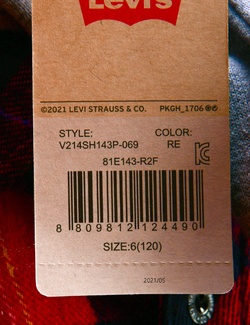 Levi's
©2021 LEVI STRAUSS & CO. PKGH_1706
STYLE: COLOR:
V214SH143P-069 RE
81E143-R2F
8 809812 124490
SIZE:6(120)
2021/05